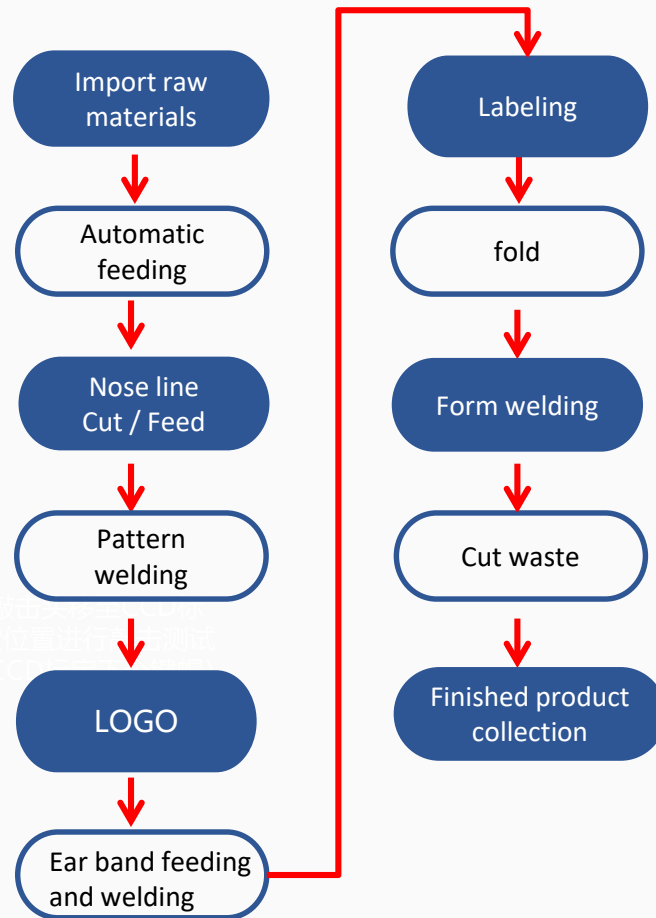 Import raw
materials
Automatic
feeding
Nose line
Cut / Feed
Pattern
welding
LOGO
Ear band feeding
and welding
Labeling
fold
Form welding
Cut waste
Finished product
collection